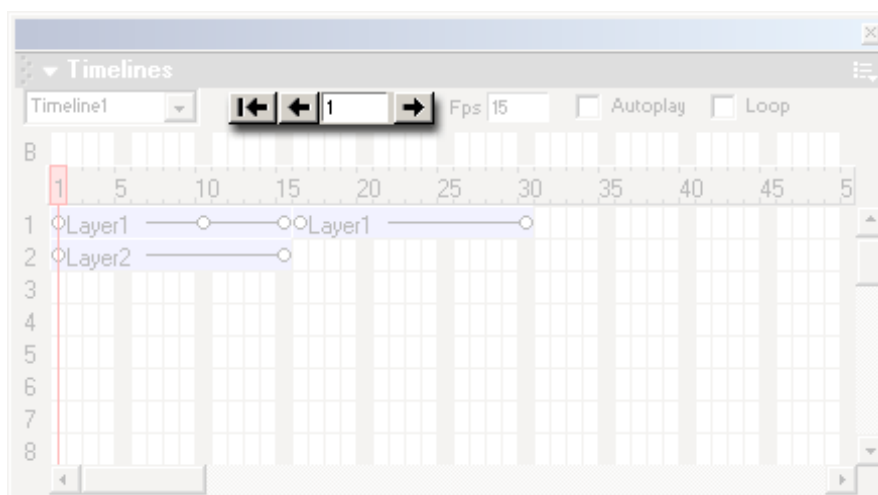 Timelines
Timeline1 1 Fps 15 Autoplay Loop
B
1 5 10 15 20 25 30 35 40 45 5
1 Layer1 Layer1
2 Layer2
3
4
5
6
7
8